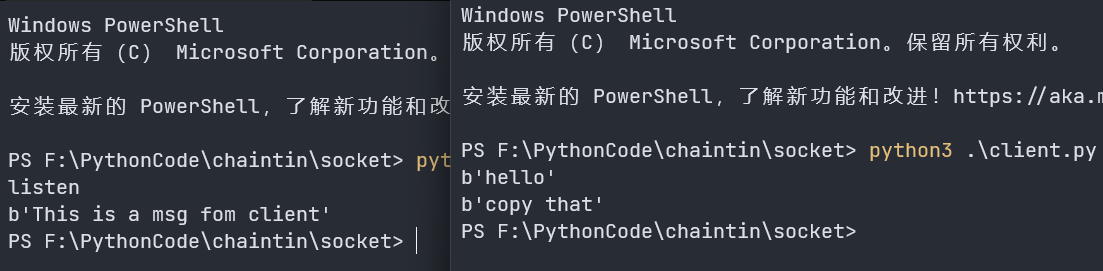 Windows PowerShell
版权所有 (C)  Microsoft Corporation。
安装最新的 PowerShell，了解新功能和改
PS F:\PythonCode\chaintin\socket> pyt
listen
b'This is a msg fom client'
PS F:\PythonCode\chaintin\socket>
Windows PowerShell
版权所有 (C)  Microsoft Corporation。保留所有权利。
安装最新的 PowerShell，了解新功能和改进！https://aka.m
PS F:\PythonCode\chaintin\socket> python3 .\client.py
b'hello'
b'copy that'
PS F:\PythonCode\chaintin\socket>